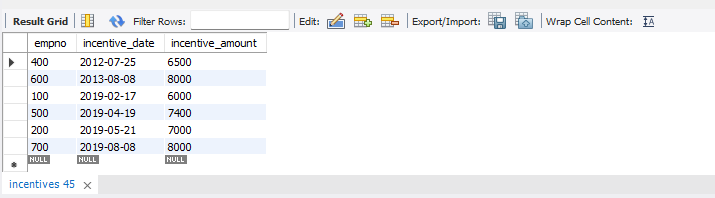 Result Grid Filter Rows: Edit: Export/Import: Wrap Cell Content: IA
empno incentive_date incentive_amount
400 2012-07-25 6500
600 2013-08-08 8000
100 2019-02-17 6000
500 2019-04-19 7400
200 2019-05-21 7000
700 2019-08-08 8000
NULL NULL NULL
incentives 45